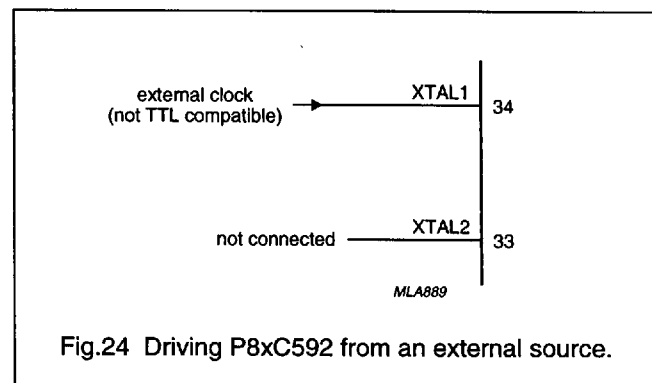 external clock
(not TTL compatible)
XTAL1
34
not connected
XTAL2
33
MLA889
Fig.24 Driving P8xC592 from an external source.